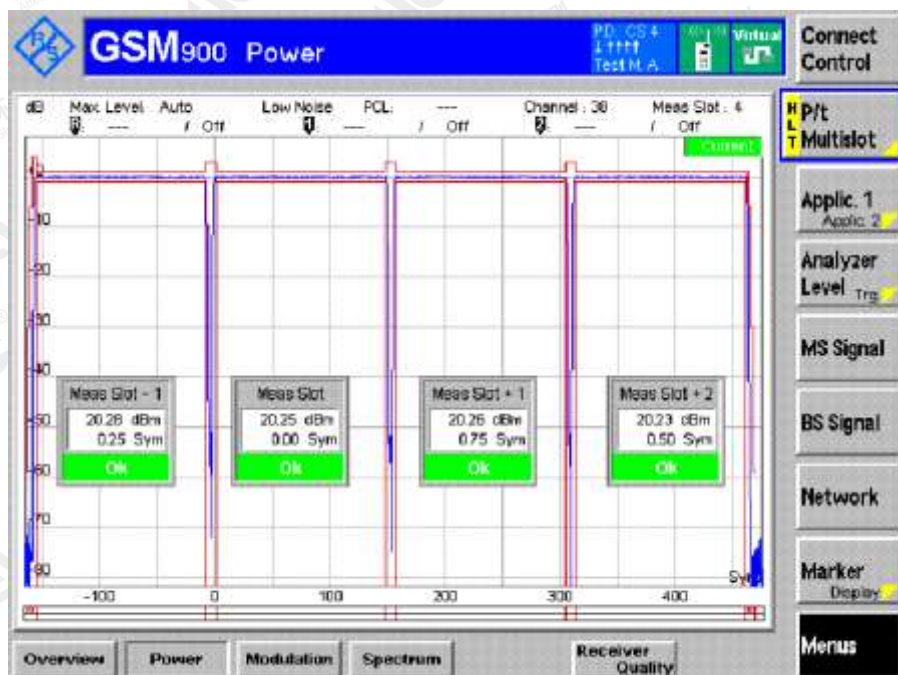 R&S
GSM900 Power
PD: CS4
Test M. A
Virtual
Connect Control
dB Max. Level: Auto Low Noise PCL: --- Channel: 38 Meas Slot: 4
--- / Off 1 --- / Off 2 --- / Off
Current
-10
-20
-30
-40
-50
-60
-70
-80
Meas Slot - 1
20.28 dBm
0.25 Sym
Ok
Meas Slot
20.25 dBm
0.00 Sym
Ok
Meas Slot + 1
20.26 dBm
0.75 Sym
Ok
Meas Slot + 2
20.23 dBm
0.50 Sym
Ok
-100 0 100 200 300 400
HLT
P/t Multislot
Applic. 1
Applic. 2
Analyzer Level Trg
MS Signal
BS Signal
Network
Marker
Display
Menus
Overview Power Modulation Spectrum Receiver Quality